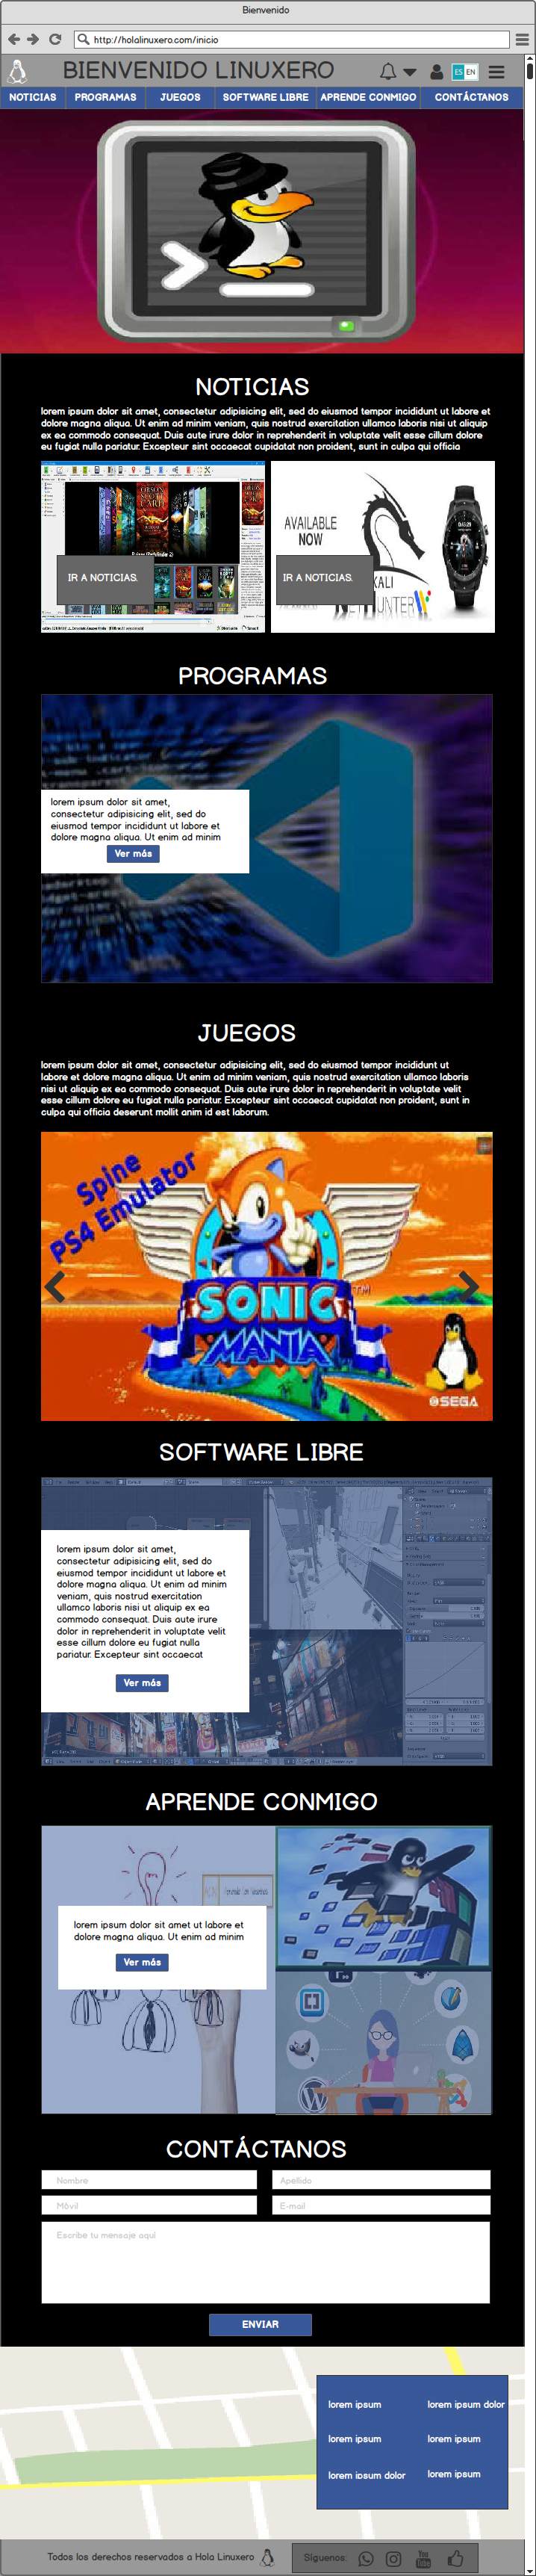 Bienvenido
http://holalinuxero.com/inicio
BIENVENIDO LINUXERO
ES EN
NOTICIAS PROGRAMAS JUEGOS SOFTWARE LIBRE APRENDE CONMIGO CONTÁCTANOS
NOTICIAS
lorem ipsum dolor sit amet, consectetur adipisicing elit, sed do eiusmod tempor incididunt ut labore et
dolore magna aliqua. Ut enim ad minim veniam, quis nostrud exercitation ullamco laboris nisi ut aliquip
ex ea commodo consequat. Duis aute irure dolor in reprehenderit in voluptate velit esse cillum dolore
eu fugiat nulla pariatur. Excepteur sint occaecat cupidatat non proident, sunt in culpa qui officia
IR A NOTICIAS.
AVAILABLE
NOW
IR A NOTICIAS.
KALI
HUNTER
PROGRAMAS
lorem ipsum dolor sit amet,
consectetur adipisicing elit, sed do
eiusmod tempor incididunt ut labore et
dolore magna aliqua. Ut enim ad minim
Ver más
JUEGOS
lorem ipsum dolor sit amet, consectetur adipisicing elit, sed do eiusmod tempor incididunt ut
labore et dolore magna aliqua. Ut enim ad minim veniam, quis nostrud exercitation ullamco laboris
nisi ut aliquip ex ea commodo consequat. Duis aute irure dolor in reprehenderit in voluptate velit
esse cillum dolore eu fugiat nulla pariatur. Excepteur sint occaecat cupidatat non proident, sunt in
culpa qui officia deserunt mollit anim id est laborum.
Spine
PS4 Emulator
SONIC
TM
MANIA
©SEGA
SOFTWARE LIBRE
lorem ipsum dolor sit amet,
consectetur adipisicing elit, sed do
eiusmod tempor incididunt ut labore et
dolore magna aliqua. Ut enim ad minim
veniam, quis nostrud exercitation
ullamco laboris nisi ut aliquip ex ea
commodo consequat. Duis aute irure
dolor in reprehenderit in voluptate velit
esse cillum dolore eu fugiat nulla
pariatur. Excepteur sint occaecat
Ver más
APRENDE CONMIGO
lorem ipsum dolor sit amet ut labore et
dolore magna aliqua. Ut enim ad minim
Ver más
CONTÁCTANOS
Nombre Apellido
Móvil E-mail
Escribe tu mensaje aquí
ENVIAR
lorem ipsum lorem ipsum dolor
lorem ipsum lorem ipsum
lorem ipsum dolor lorem ipsum
Todos los derechos reservados a Hola Linuxero Síguenos: You Tube